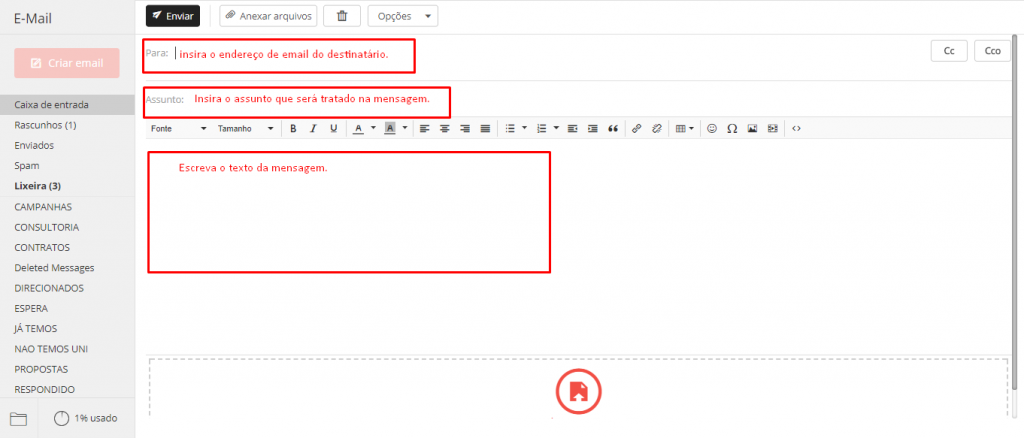 E-Mail
Enviar
Anexar arquivos
Opções
Criar email
Para: insira o endereço de email do destinatário.
Cc
Cco
Assunto: Insira o assunto que será tratado na mensagem.
Fonte Tamanho B I U A A
Escreva o texto da mensagem.
Caixa de entrada
Rascunhos (1)
Enviados
Spam
Lixeira (3)
CAMPANHAS
CONSULTORIA
CONTRATOS
Deleted Messages
DIRECIONADOS
ESPERA
JÁ TEMOS
NAO TEMOS UNI
PROPOSTAS
RESPONDIDO
1% usado